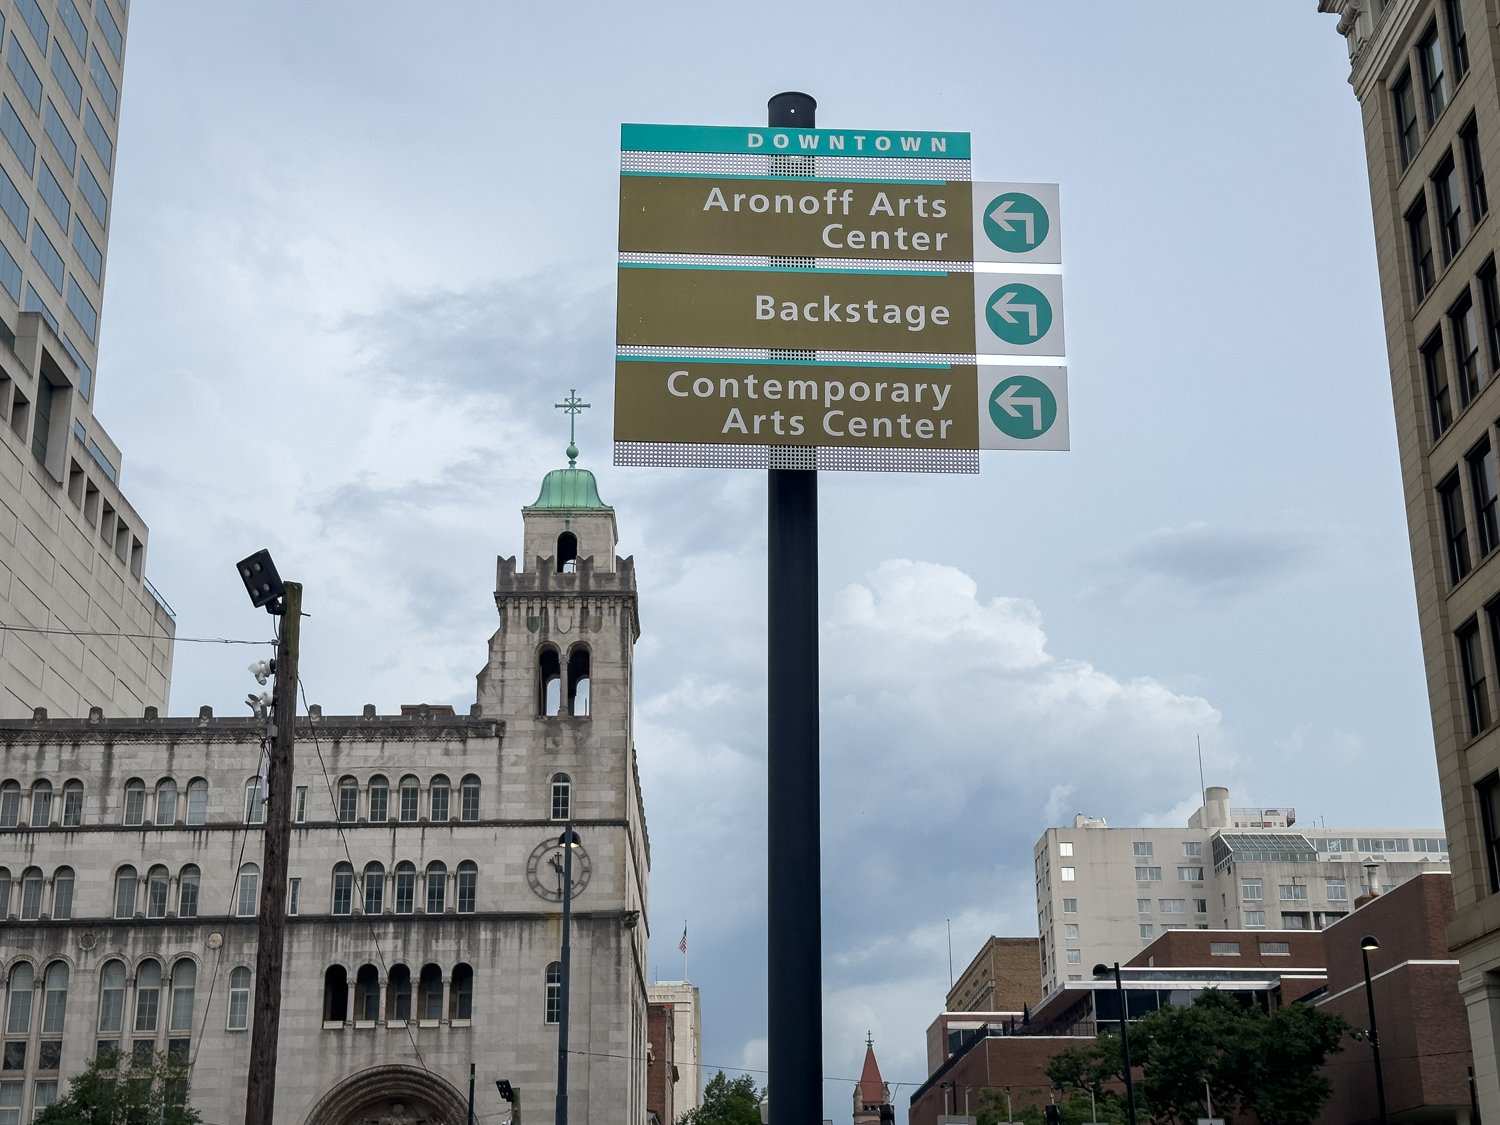 DOWNTOWN
Aronoff Arts
Center
Backstage
Contemporary
Arts Center